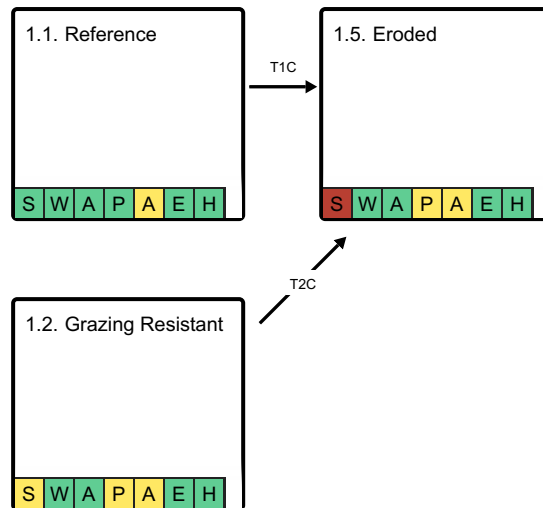 1.1. Reference
T1C
1.5. Eroded
S W A P A E H
S W A P A E H
T2C
1.2. Grazing Resistant
S W A P A E H